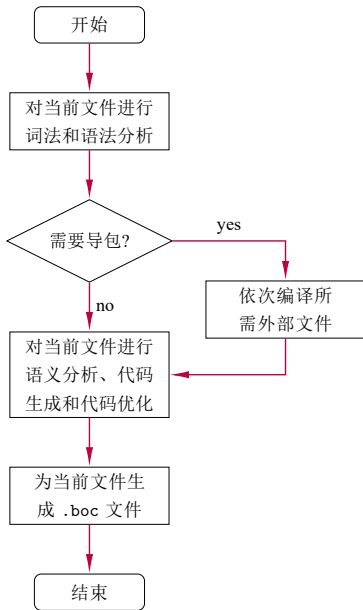 开始
对当前文件进行
词法和语法分析
需要导包?
yes
no
依次编译所
需外部文件
对当前文件进行
语义分析、代码
生成和代码优化
为当前文件生
成 .boc 文件
结束